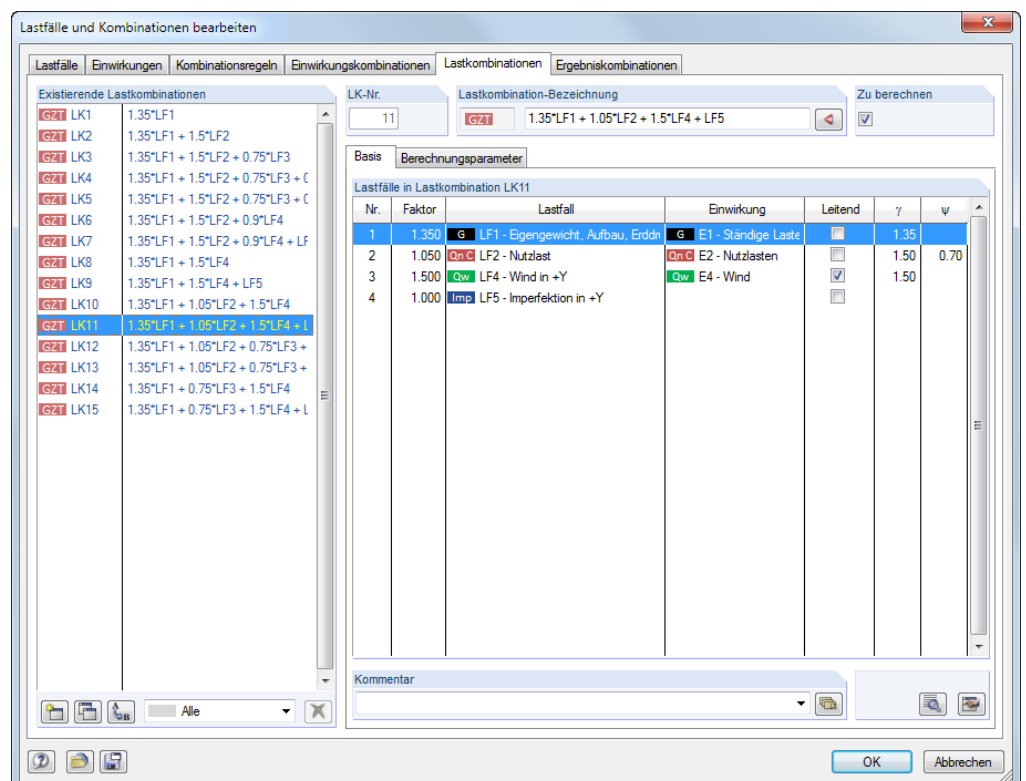 Lastfälle und Kombinationen bearbeiten
Lastfälle Einwirkungen Kombinationsregeln Einwirkungskombinationen Lastkombinationen Ergebniskombinationen
Existierende Lastkombinationen
GZT LK1 1.35*LF1
GZT LK2 1.35*LF1 + 1.5*LF2
GZT LK3 1.35*LF1 + 1.5*LF2 + 0.75*LF3
GZT LK4 1.35*LF1 + 1.5*LF2 + 0.75*LF3 + 0
GZT LK5 1.35*LF1 + 1.5*LF2 + 0.75*LF3 + 0
GZT LK6 1.35*LF1 + 1.5*LF2 + 0.9*LF4
GZT LK7 1.35*LF1 + 1.5*LF2 + 0.9*LF4 + LF
GZT LK8 1.35*LF1 + 1.5*LF4
GZT LK9 1.35*LF1 + 1.5*LF4 + LF5
GZT LK10 1.35*LF1 + 1.05*LF2 + 1.5*LF4
GZT LK11 1.35*LF1 + 1.05*LF2 + 1.5*LF4 + L
GZT LK12 1.35*LF1 + 1.05*LF2 + 0.75*LF3 +
GZT LK13 1.35*LF1 + 1.05*LF2 + 0.75*LF3 +
GZT LK14 1.35*LF1 + 0.75*LF3 + 1.5*LF4
GZT LK15 1.35*LF1 + 0.75*LF3 + 1.5*LF4 + L
Alle
LK-Nr.
11
Lastkombination-Bezeichnung
GZT 1.35*LF1 + 1.05*LF2 + 1.5*LF4 + LF5
Zu berechnen
Basis Berechnungsparameter
Lastfälle in Lastkombination LK11
Nr. Faktor Lastfall Einwirkung Leitend γ ψ
1 1.350 G LF1 - Eigengewicht, Aufbau, Erddr G E1 - Ständige Laste 1.35
2 1.050 Qn C LF2 - Nutzlast Qn C E2 - Nutzlasten 1.50 0.70
3 1.500 Qw LF4 - Wind in +Y Qw E4 - Wind 1.50
4 1.000 Imp LF5 - Imperfektion in +Y
Kommentar
OK Abbrechen